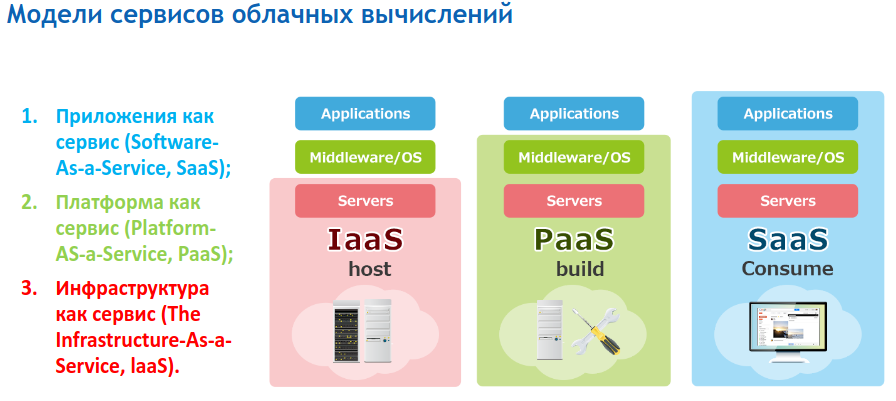 Модели сервисов облачных вычислений
1. Приложения как
сервис (Software-
As-a-Service, SaaS);
2. Платформа как
сервис (Platform-
AS-a-Service, PaaS);
3. Инфраструктура
как сервис (The
Infrastructure-As-a-
Service, IaaS).
Applications
Middleware/OS
Servers
IaaS
host
Applications
Middleware/OS
Servers
PaaS
build
Applications
Middleware/OS
Servers
SaaS
Consume